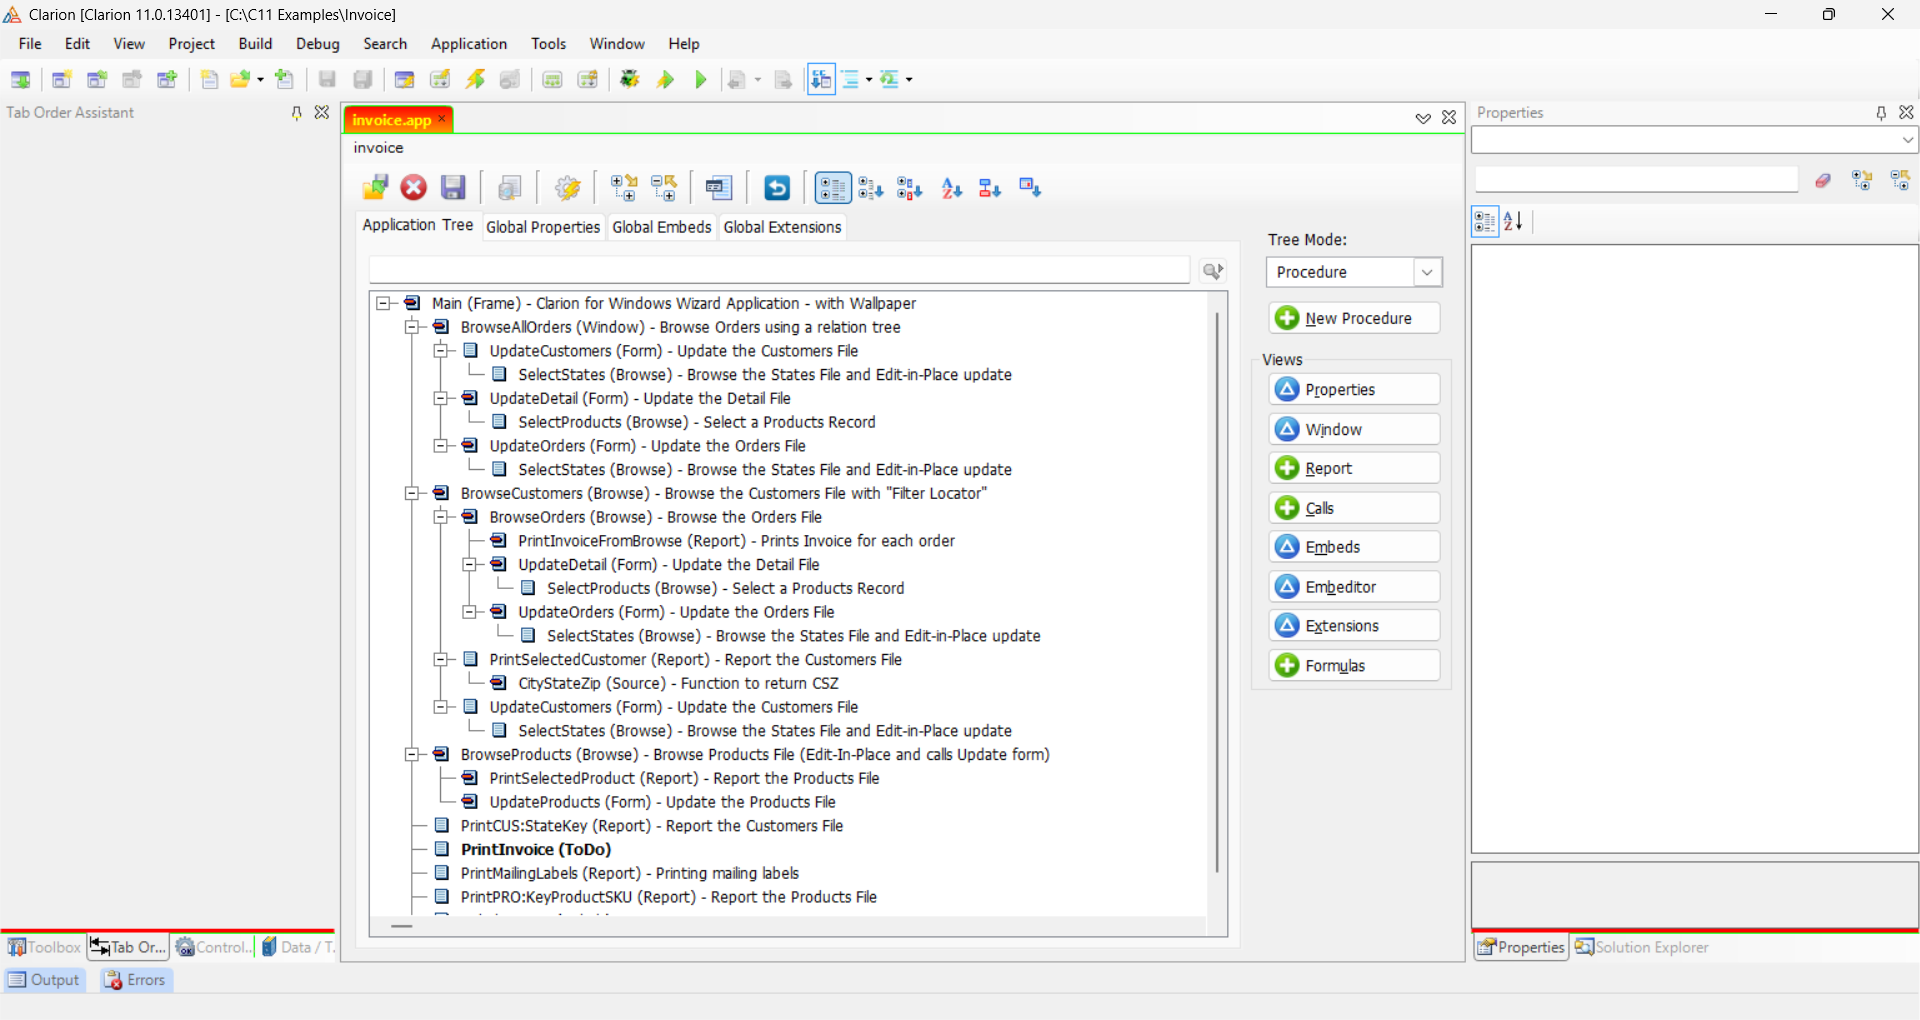 Clarion [Clarion 11.0.13401] - [C:\C11 Examples\Invoice]
File Edit View Project Build Debug Search Application Tools Window Help
Tab Order Assistant
invoice.app
Properties
invoice
Application Tree Global Properties Global Embeds Global Extensions
Tree Mode:
Procedure
New Procedure
Views
Properties
Window
Report
Calls
Embeds
Embeditor
Extensions
Formulas
Main (Frame) - Clarion for Windows Wizard Application - with Wallpaper
BrowseAllOrders (Window) - Browse Orders using a relation tree
UpdateCustomers (Form) - Update the Customers File
SelectStates (Browse) - Browse the States File and Edit-in-Place update
UpdateDetail (Form) - Update the Detail File
SelectProducts (Browse) - Select a Products Record
UpdateOrders (Form) - Update the Orders File
SelectStates (Browse) - Browse the States File and Edit-in-Place update
BrowseCustomers (Browse) - Browse the Customers File with "Filter Locator"
BrowseOrders (Browse) - Browse the Orders File
PrintInvoiceFromBrowse (Report) - Prints Invoice for each order
UpdateDetail (Form) - Update the Detail File
SelectProducts (Browse) - Select a Products Record
UpdateOrders (Form) - Update the Orders File
SelectStates (Browse) - Browse the States File and Edit-in-Place update
PrintSelectedCustomer (Report) - Report the Customers File
CityStateZip (Source) - Function to return CSZ
UpdateCustomers (Form) - Update the Customers File
SelectStates (Browse) - Browse the States File and Edit-in-Place update
BrowseProducts (Browse) - Browse Products File (Edit-In-Place and calls Update form)
PrintSelectedProduct (Report) - Report the Products File
UpdateProducts (Form) - Update the Products File
PrintCUS:StateKey (Report) - Report the Customers File
PrintInvoice (ToDo)
PrintMailingLabels (Report) - Printing mailing labels
PrintPRO:KeyProductSKU (Report) - Report the Products File
Toolbox Tab Or... Control... Data / T...
Properties Solution Explorer
Output Errors